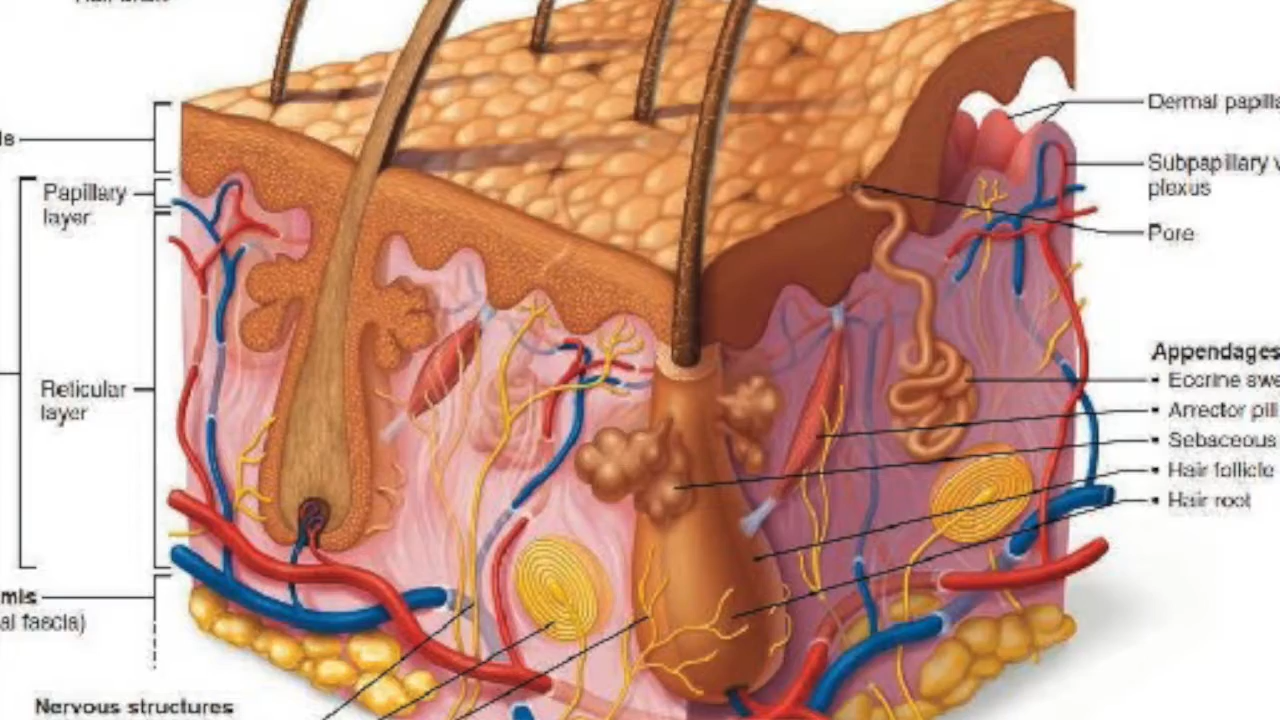 Papillary
layer
Reticular
layer
al fascia)
Nervous structures
Dermal papilla
Subpapillary v
plexus
Pore
Appendages
• Eccrine swe
• Arrector pil
• Sebaceous
• Hair follicle
• Hair root